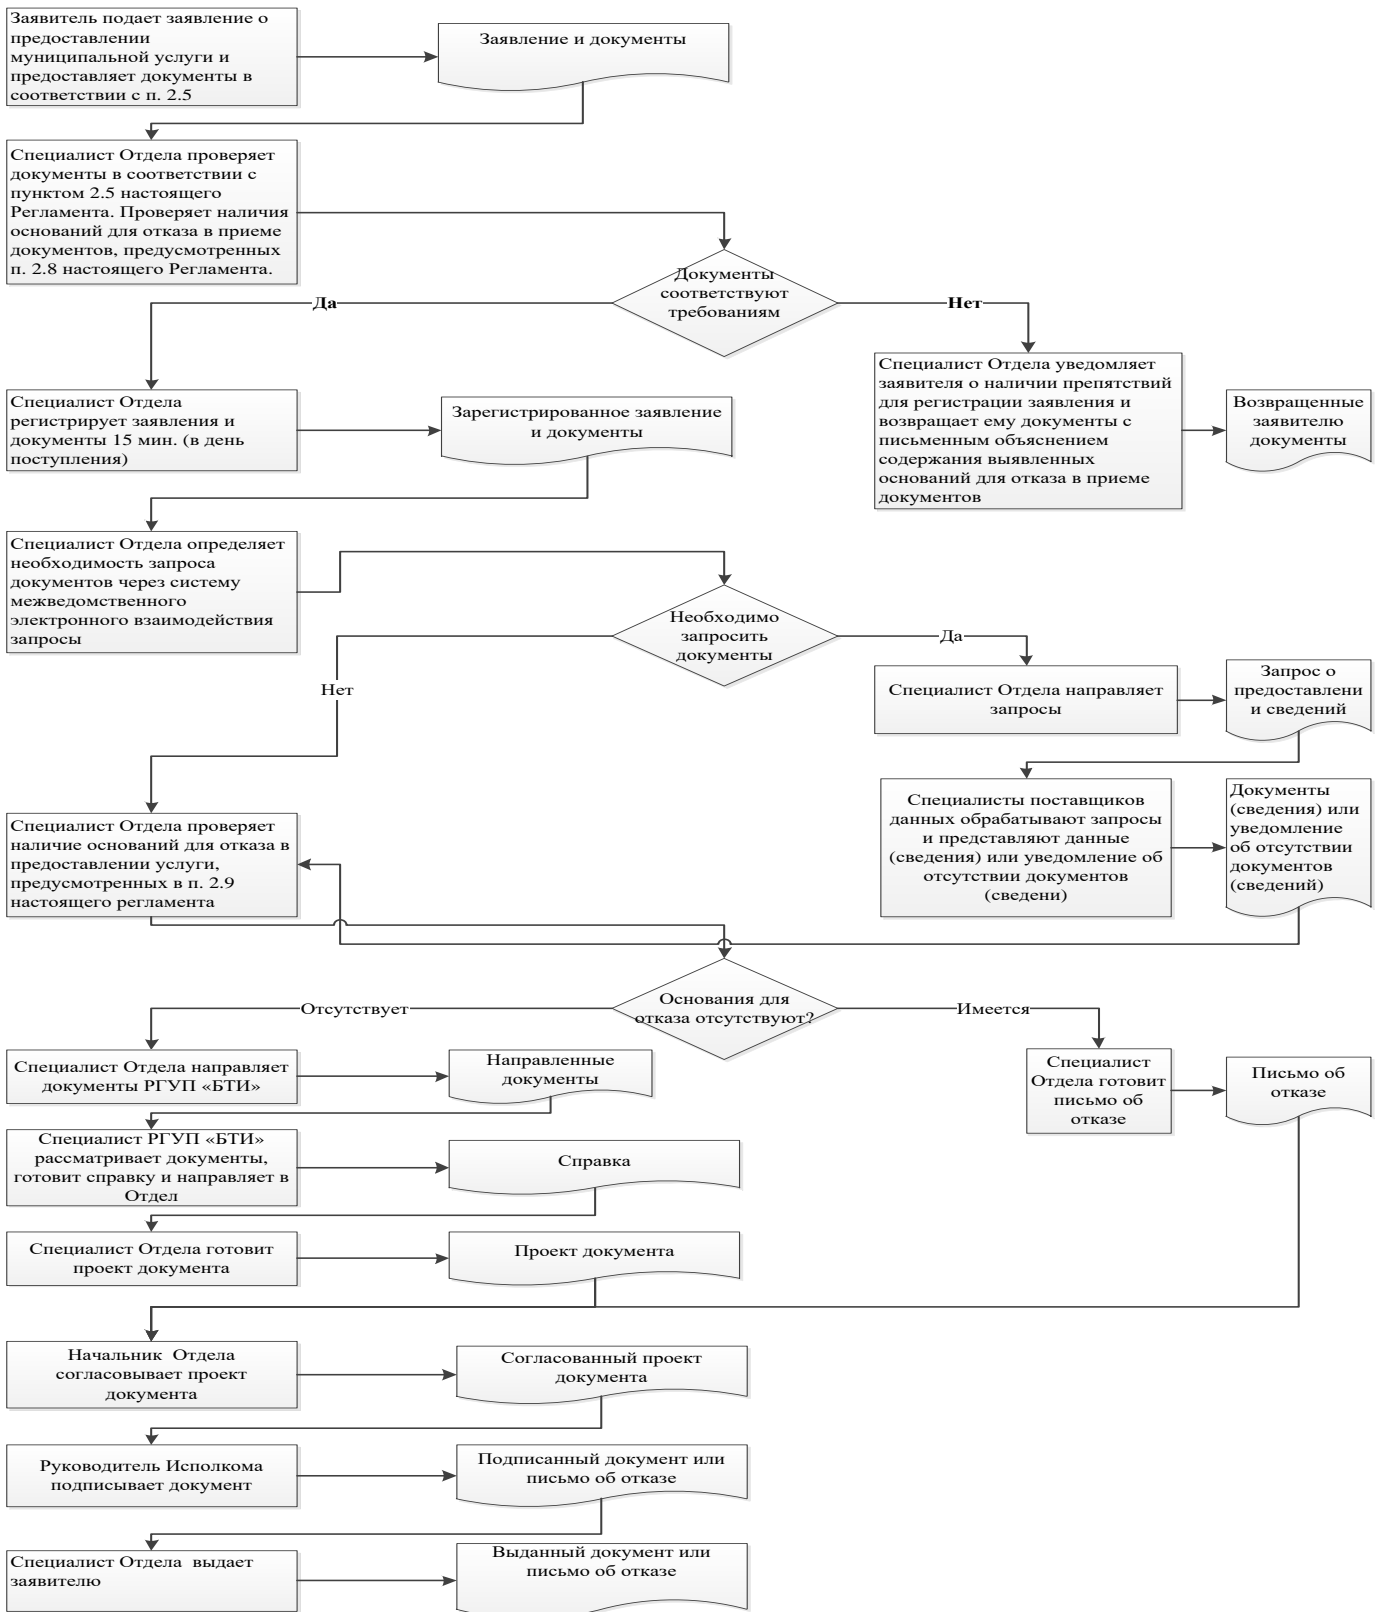 Заявитель подает заявление о
предоставлении
муниципальной услуги и
предоставляет документы в
соответствии с п. 2.5
Заявление и документы
Специалист Отдела проверяет
документы в соответствии с
пунктом 2.5 настоящего
Регламента. Проверяет наличия
оснований для отказа в приеме
документов, предусмотренных
п. 2.8 настоящего Регламента.
Документы
соответствуют
требованиям
Да
Нет
Специалист Отдела уведомляет
заявителя о наличии препятствий
для регистрации заявления и
возвращает ему документы с
письменным объяснением
содержания выявленных
оснований для отказа в приеме
документов
Возвращенные
заявителю
документы
Специалист Отдела
регистрирует заявления и
документы 15 мин. (в день
поступления)
Зарегистрированное заявление
и документы
Специалист Отдела определяет
необходимость запроса
документов через систему
межведомственного
электронного взаимодействия
запросы
Необходимо
запросить
документы
Да
Нет
Специалист Отдела направляет
запросы
Запрос о
предоставлени
и сведений
Специалисты поставщиков
данных обрабатывают запросы
и представляют данные
(сведения) или уведомление об
отсутствии документов
(сведени)
Документы
(сведения) или
уведомление
об отсутствии
документов
(сведений)
Специалист Отдела проверяет
наличие оснований для отказа в
предоставлении услуги,
предусмотренных в п. 2.9
настоящего регламента
Основания для
отказа отсутствуют?
Отсутствует
Имеется
Специалист Отдела направляет
документы РГУП «БТИ»
Направленные
документы
Специалист
Отдела готовит
письмо об
отказе
Письмо об
отказе
Специалист РГУП «БТИ»
рассматривает документы,
готовит справку и направляет в
Отдел
Справка
Специалист Отдела готовит
проект документа
Проект документа
Начальник Отдела
согласовывает проект
документа
Согласованный проект
документа
Руководитель Исполкома
подписывает документ
Подписанный документ или
письмо об отказе
Специалист Отдела выдает
заявителю
Выданный документ или
письмо об отказе